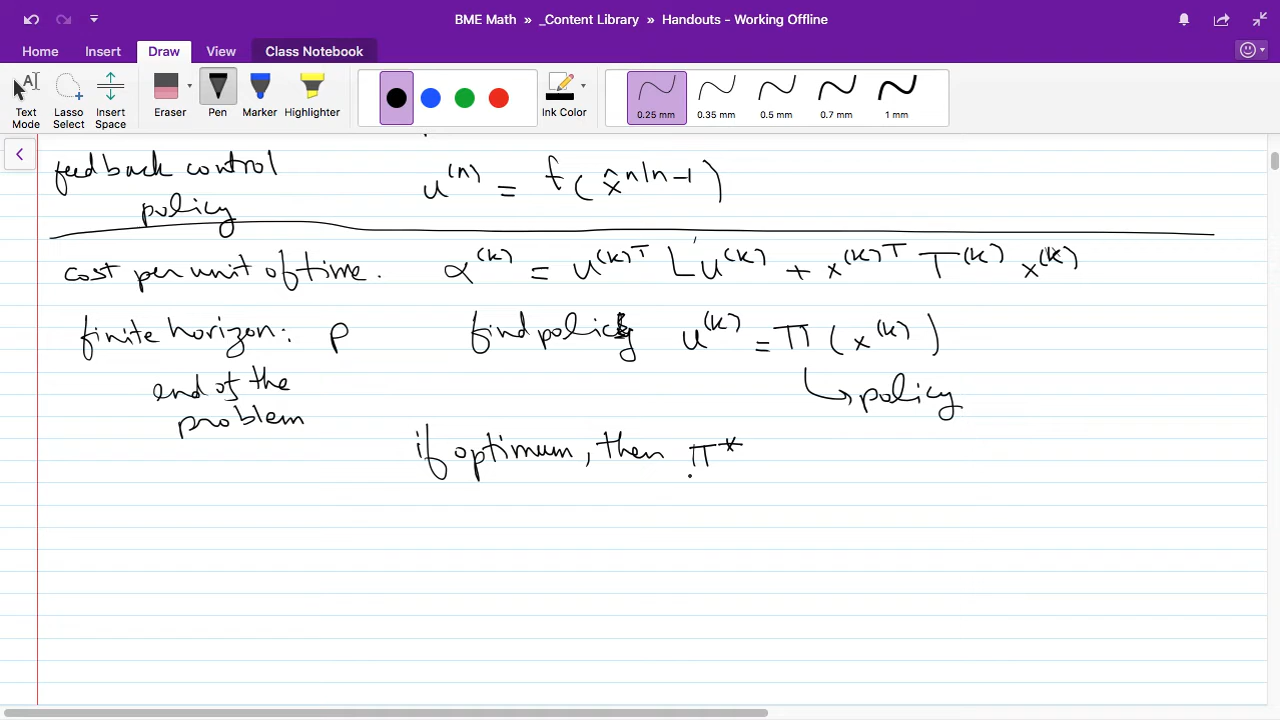 BME Math » _Content Library » Handouts - Working Offline
Home Insert Draw View Class Notebook
Text Mode Lasso Select Insert Space Eraser Pen Marker Highlighter Ink Color 0.25 mm 0.35 mm 0.5 mm 0.7 mm 1 mm
feedback control
policy
u^(n) = f(x̂^n|n-1)
cost per unit of time. α^(k) = u^(k)T L u^(k) + x^(k)T T^(k) x^(k)
finite horizon: p find policy u^(k) = π(x^(k))
end of the
problem
↳ policy
if optimum, then π*